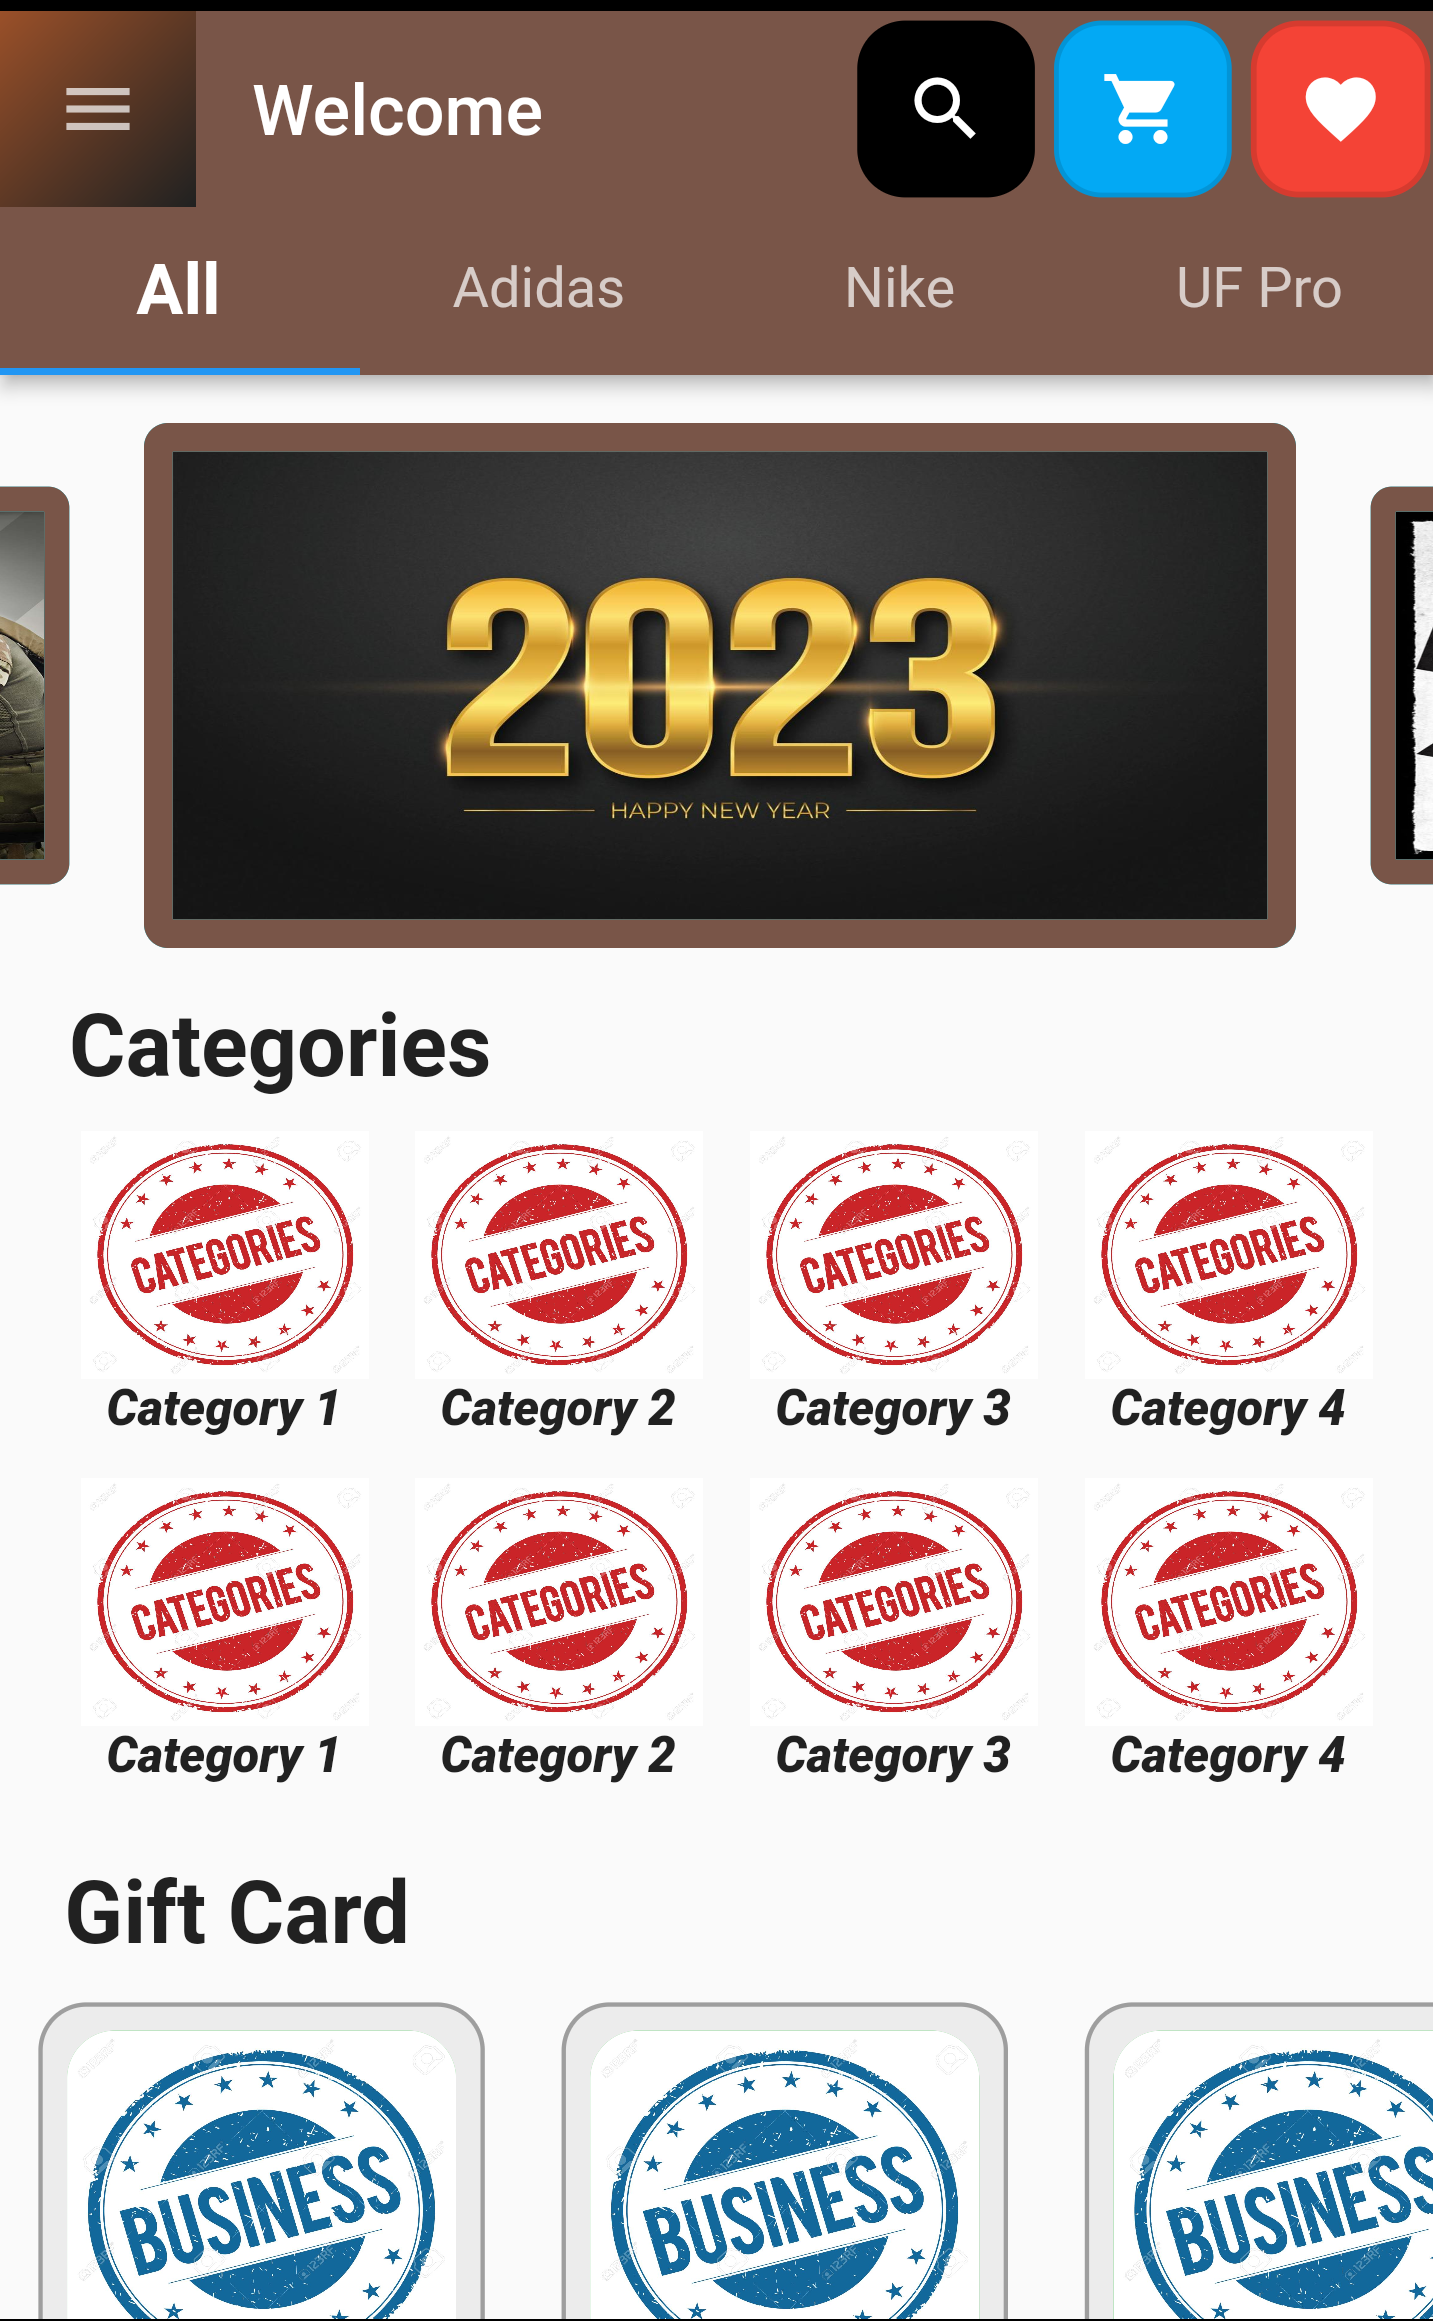 Welcome
All Adidas Nike UF Pro
2023
HAPPY NEW YEAR
Categories
CATEGORIES CATEGORIES CATEGORIES CATEGORIES
Category 1 Category 2 Category 3 Category 4
CATEGORIES CATEGORIES CATEGORIES CATEGORIES
Category 1 Category 2 Category 3 Category 4
Gift Card
BUSINESS BUSINESS BUSINESS